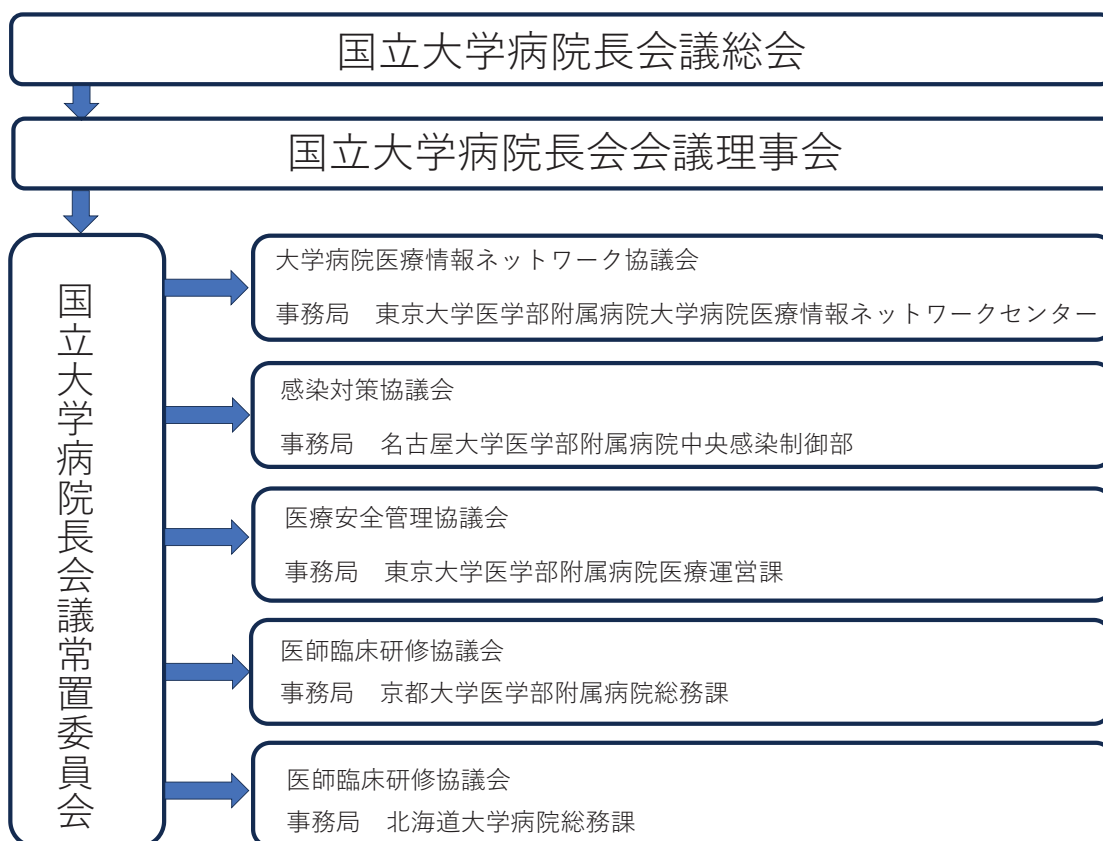 国立大学病院長会議総会
国立大学病院長会会議理事会
国立大学病院長会議常置委員会
大学病院医療情報ネットワーク協議会
事務局　東京大学医学部附属病院大学病院医療情報ネットワークセンター
感染対策協議会
事務局　名古屋大学医学部附属病院中央感染制御部
医療安全管理協議会
事務局　東京大学医学部附属病院医療運営課
医師臨床研修協議会
事務局　京都大学医学部附属病院総務課
医師臨床研修協議会
事務局　北海道大学病院総務課